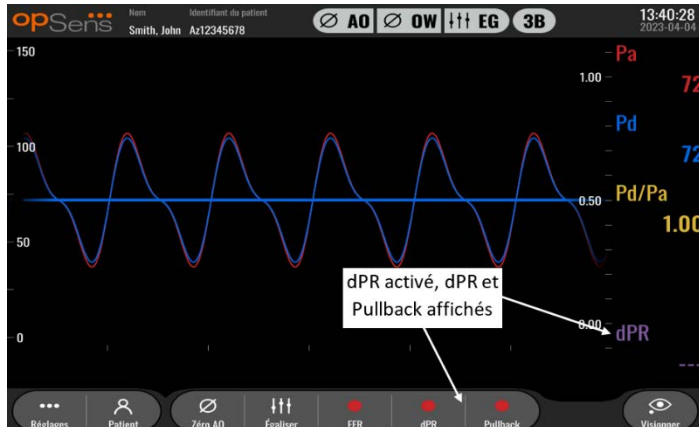 opSens
Nom
Identifiant du patient
Smith, John
Az12345678
AO
OW
EG
3B
13:40:28
2023-04-04
150
100
50
0
1.00
0.50
0.00
Pa
72
Pd
72
Pd/Pa
1.00
dPR activé, dPR et
Pullback affichés
dPR
---
Réglages
Patient
Zéro AO
Égaliser
FFR
dPR
Pullback
Visionner